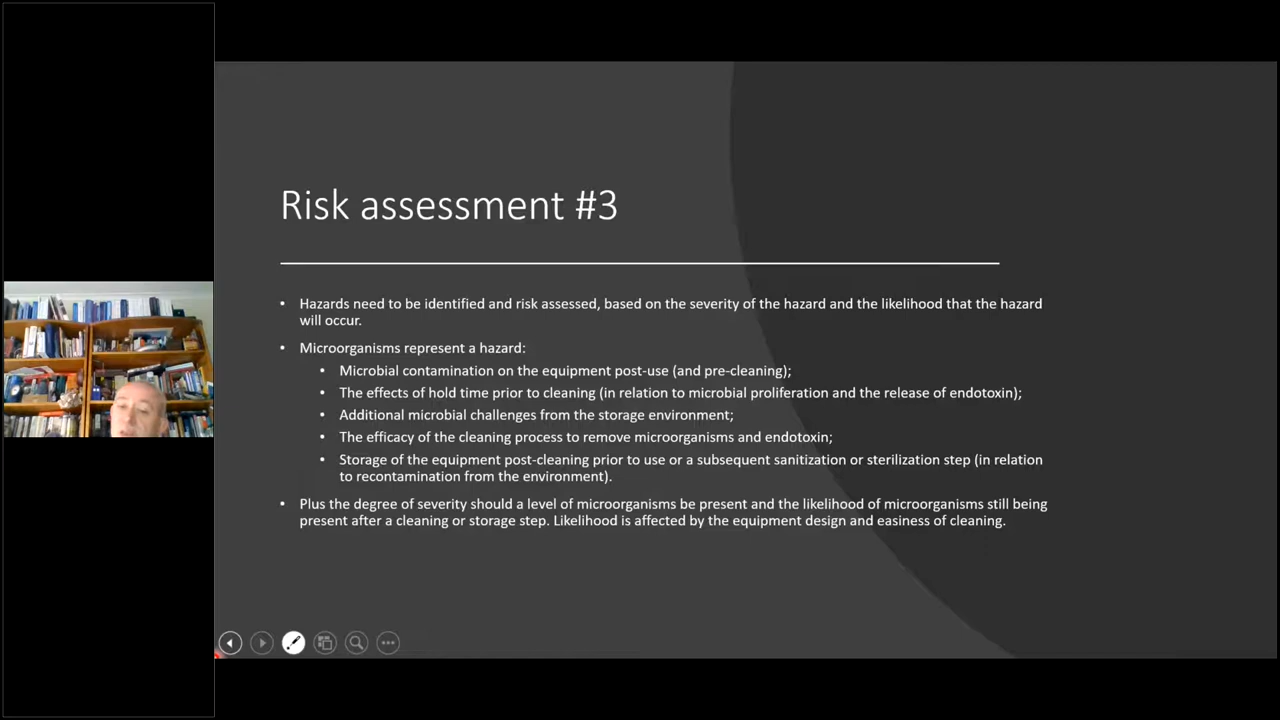 Risk assessment #3
• Hazards need to be identified and risk assessed, based on the severity of the hazard and the likelihood that the hazard
will occur.
• Microorganisms represent a hazard:
• Microbial contamination on the equipment post-use (and pre-cleaning);
• The effects of hold time prior to cleaning (in relation to microbial proliferation and the release of endotoxin);
• Additional microbial challenges from the storage environment;
• The efficacy of the cleaning process to remove microorganisms and endotoxin;
• Storage of the equipment post-cleaning prior to use or a subsequent sanitization or sterilization step (in relation
to recontamination from the environment).
• Plus the degree of severity should a level of microorganisms be present and the likelihood of microorganisms still being
present after a cleaning or storage step. Likelihood is affected by the equipment design and easiness of cleaning.